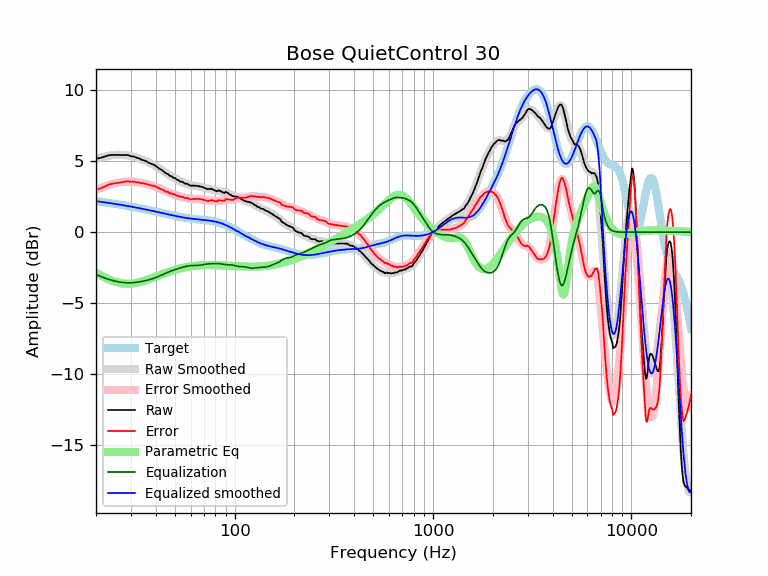 Bose QuietControl 30
Amplitude (dBr)
10
5
0
−5
−10
−15
Target
Raw Smoothed
Error Smoothed
Raw
Error
Parametric Eq
Equalization
Equalized smoothed
100
1000
10000
Frequency (Hz)